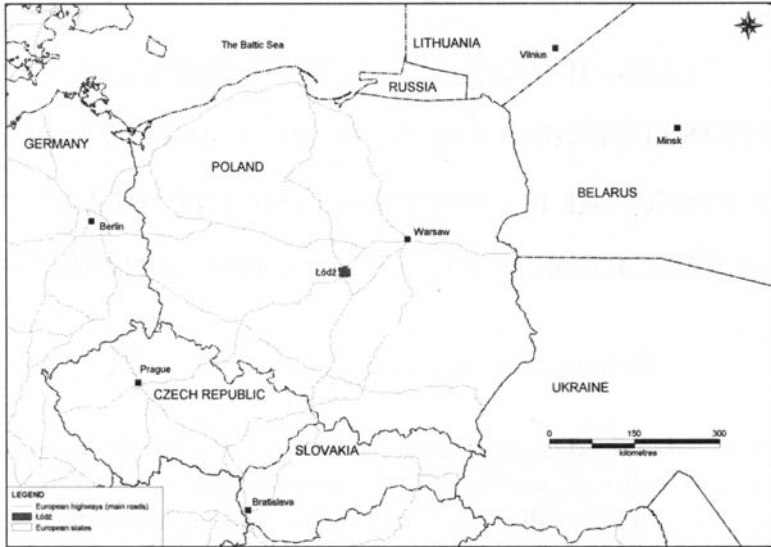 The Baltic Sea
LITHUANIA
Vilnius
RUSSIA
GERMANY
Minsk
POLAND
BELARUS
Berlin
Warsaw
Łódź
Prague
CZECH REPUBLIC
UKRAINE
0 150 300
kilometres
SLOVAKIA
LEGEND
European highways (main roads)
Łódź
European states
Bratislava